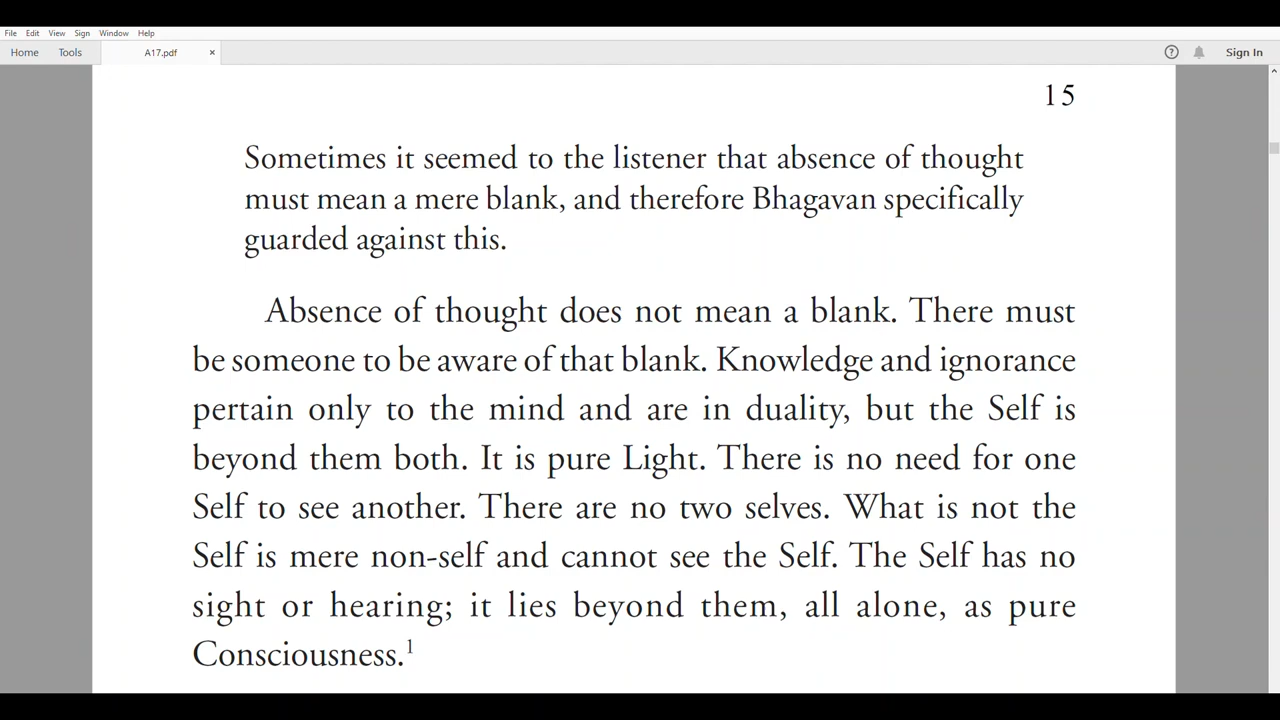 File Edit View Sign Window Help
Home Tools A17.pdf × ? Sign In
15
Sometimes it seemed to the listener that absence of thought
must mean a mere blank, and therefore Bhagavan specifically
guarded against this.
Absence of thought does not mean a blank. There must
be someone to be aware of that blank. Knowledge and ignorance
pertain only to the mind and are in duality, but the Self is
beyond them both. It is pure Light. There is no need for one
Self to see another. There are no two selves. What is not the
Self is mere non-self and cannot see the Self. The Self has no
sight or hearing; it lies beyond them, all alone, as pure
Consciousness.1